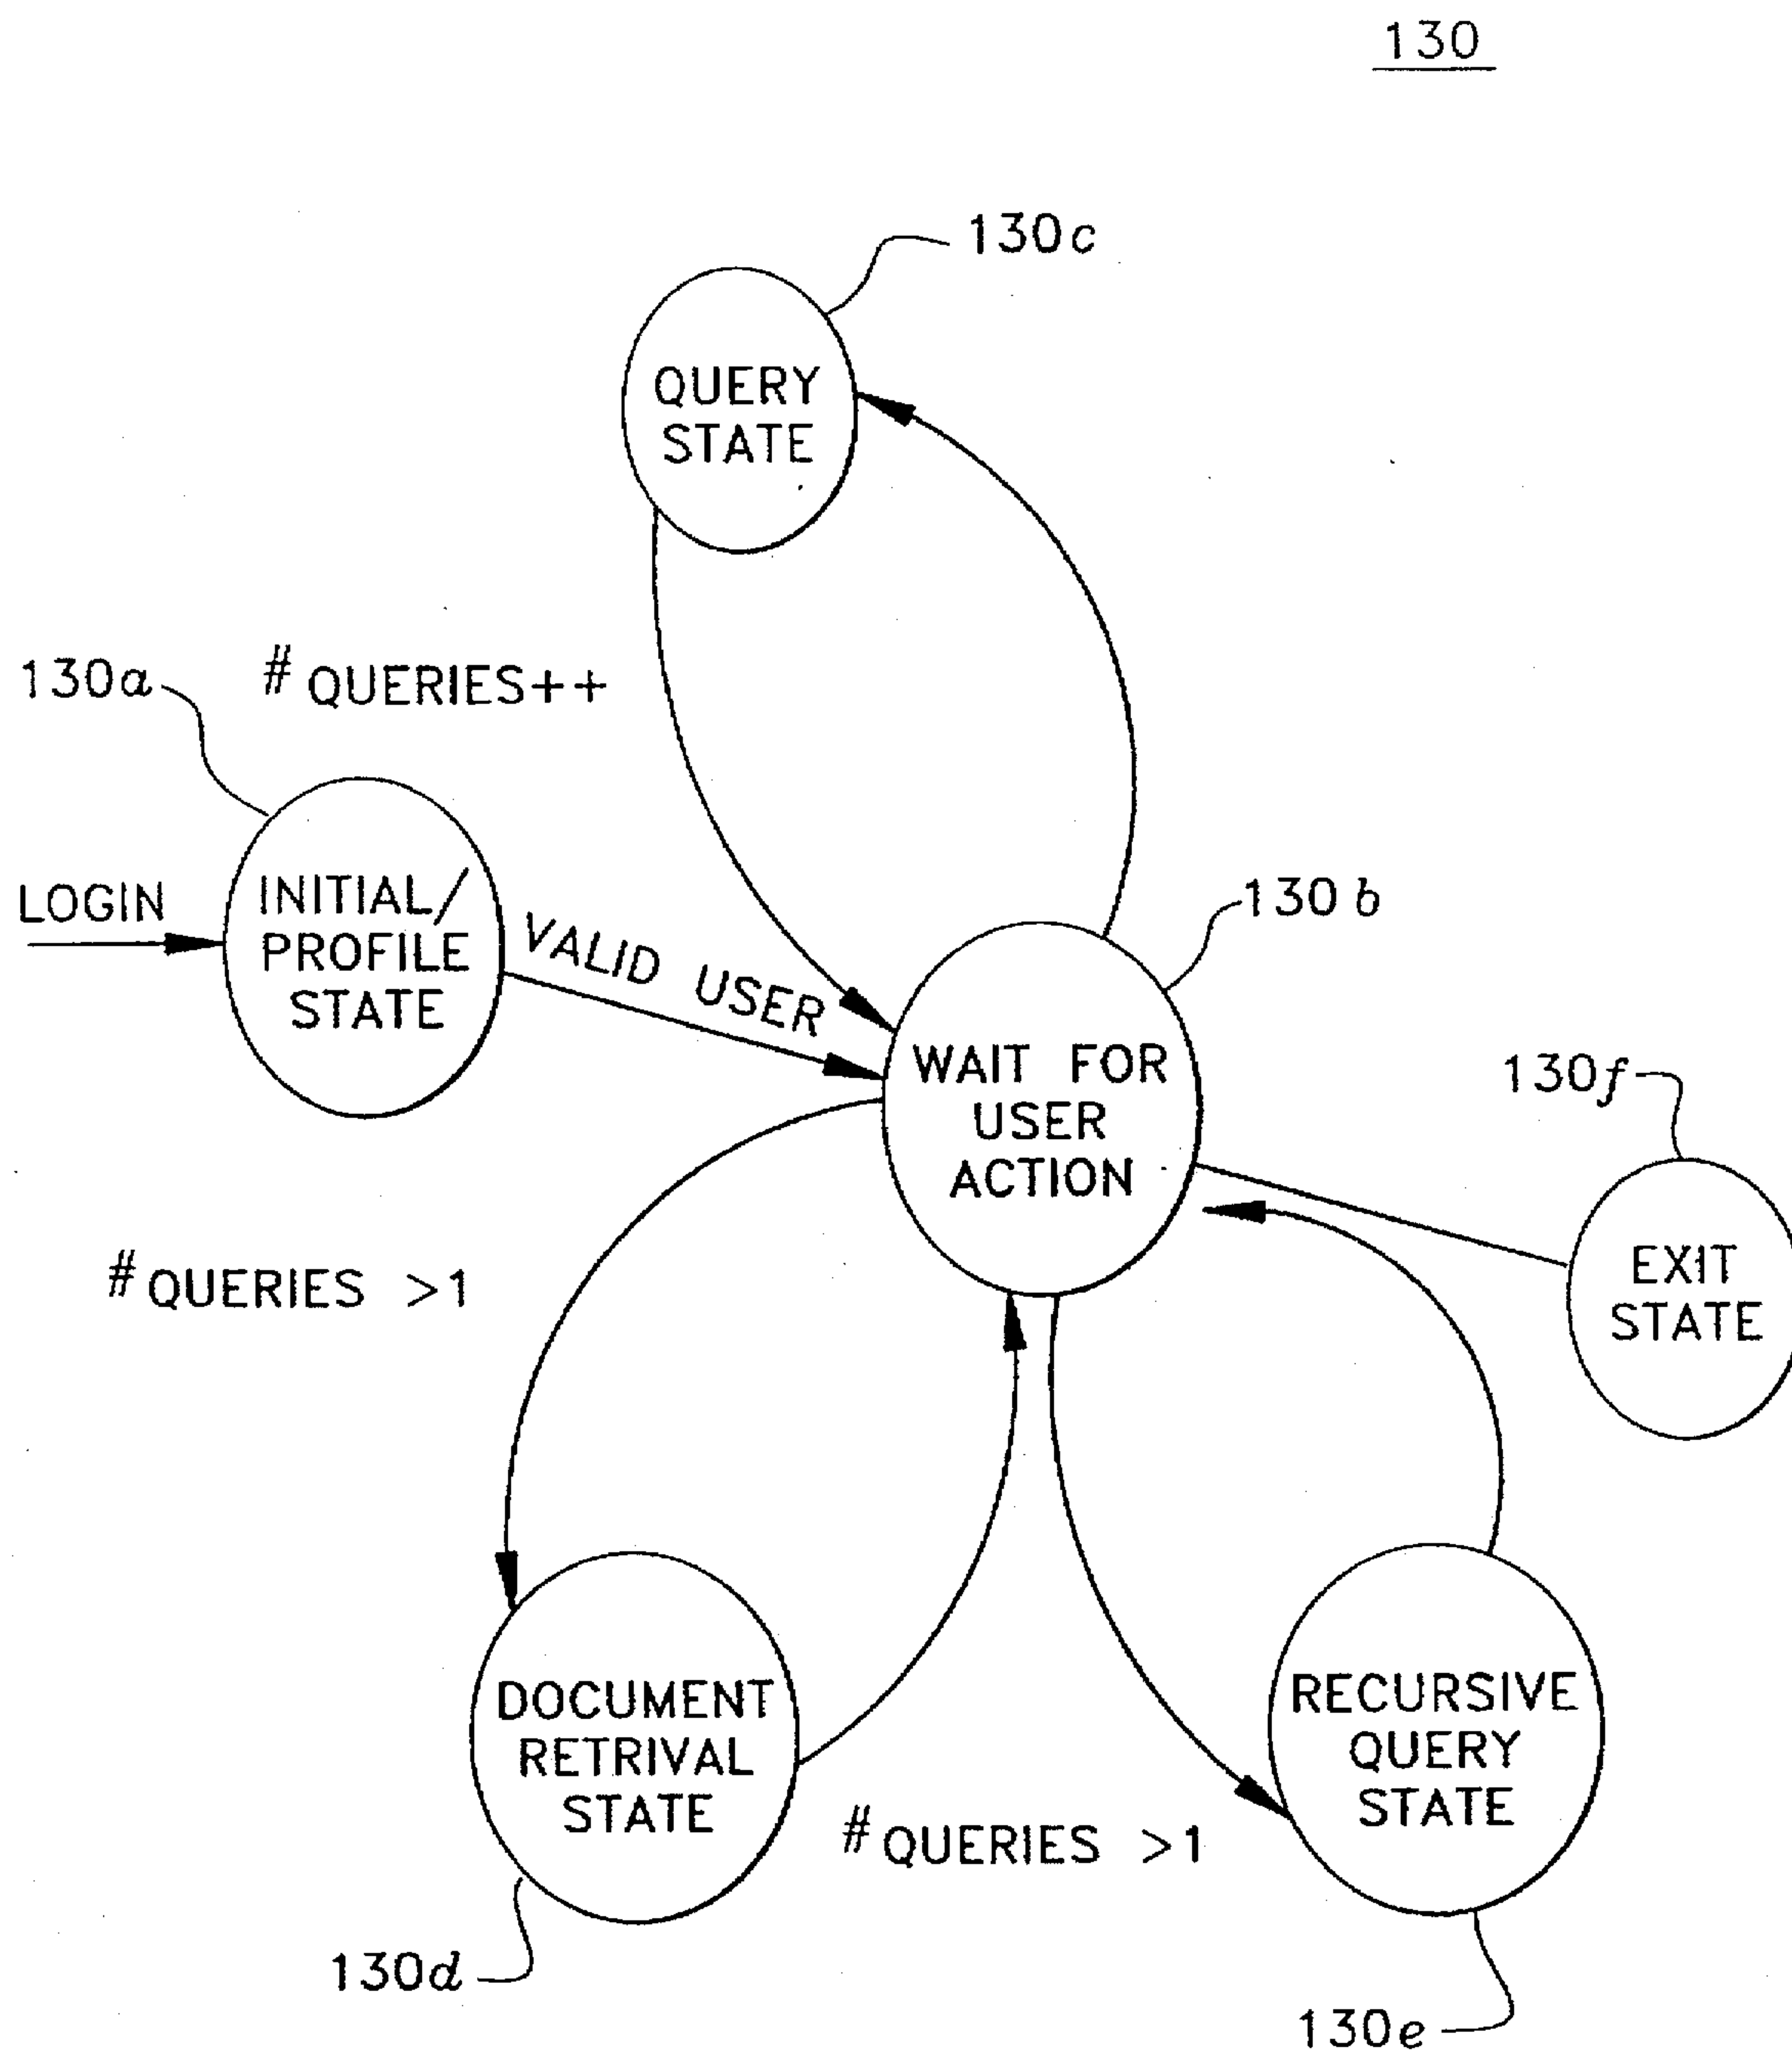 130
130c
QUERY
STATE
130a
# QUERIES++
LOGIN
INITIAL/
PROFILE
STATE
VALID USER
130b
WAIT FOR
USER
ACTION
130f
EXIT
STATE
# QUERIES >1
DOCUMENT
RETRIVAL
STATE
# QUERIES >1
RECURSIVE
QUERY
STATE
130d
130e